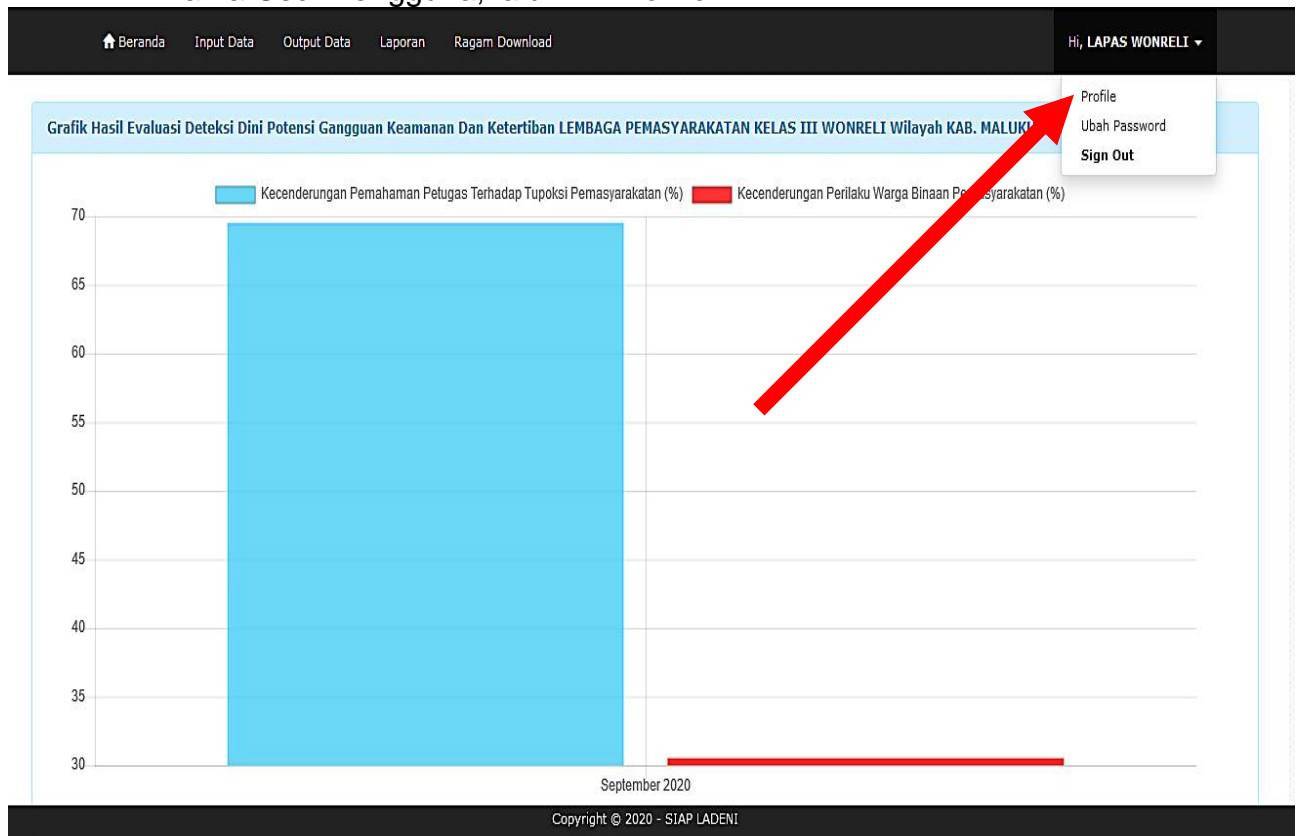 Beranda Input Data Output Data Laporan Ragam Download Hi, LAPAS WONRELI
Profile
Ubah Password
Sign Out
Grafik Hasil Evaluasi Deteksi Dini Potensi Gangguan Keamanan Dan Ketertiban LEMBAGA PEMASYARAKATAN KELAS III WONRELI Wilayah KAB.
Kecenderungan Pemahaman Petugas Terhadap Tupoksi Pemasyarakatan (%) Kecenderungan Perilaku Warga Binaan Pemasyarakatan (%)
70
65
60
55
50
45
40
35
30
September 2020
Copyright © 2020 - SIAP LADENI